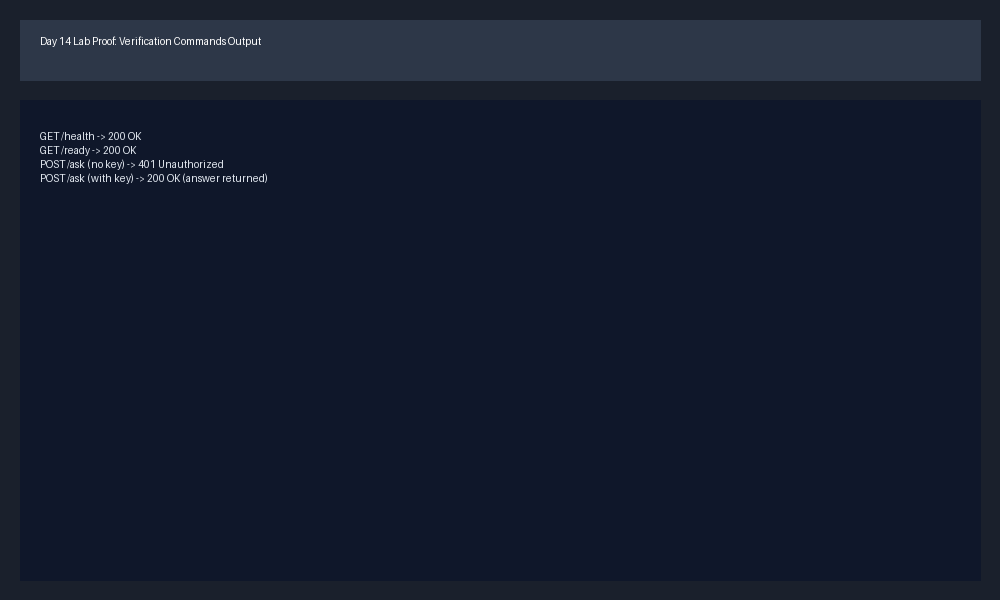 Day 14 Lab Proof: Verification Commands Output
GET /health -> 200 OK
GET /ready -> 200 OK
POST /ask (no key) -> 401 Unauthorized
POST /ask (with key) -> 200 OK (answer returned)